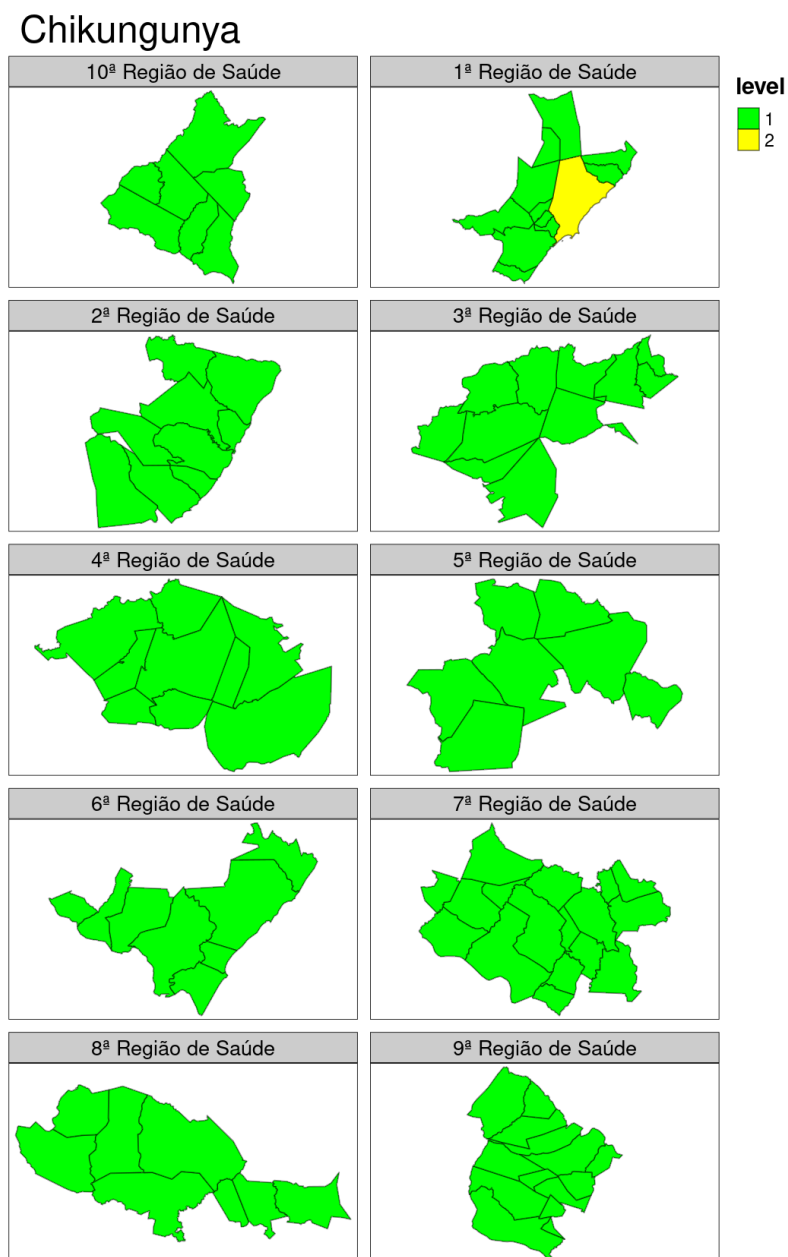 Chikungunya
10ª Região de Saúde
1ª Região de Saúde
level
1
2
2ª Região de Saúde
3ª Região de Saúde
4ª Região de Saúde
5ª Região de Saúde
6ª Região de Saúde
7ª Região de Saúde
8ª Região de Saúde
9ª Região de Saúde